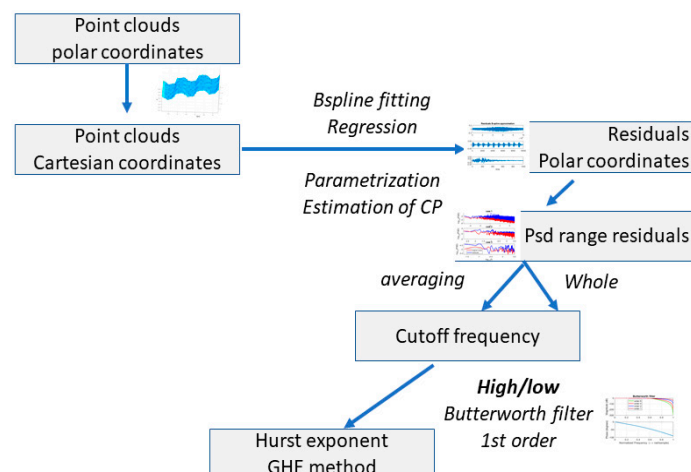 Point clouds
polar coordinates
Point clouds
Cartesian coordinates
Bspline fitting
Regression
Parametrization
Estimation of CP
Residuals
Polar coordinates
Psd range residuals
averaging
Whole
Cutoff frequency
High/low
Butterworth filter
1st order
Hurst exponent
GHE method